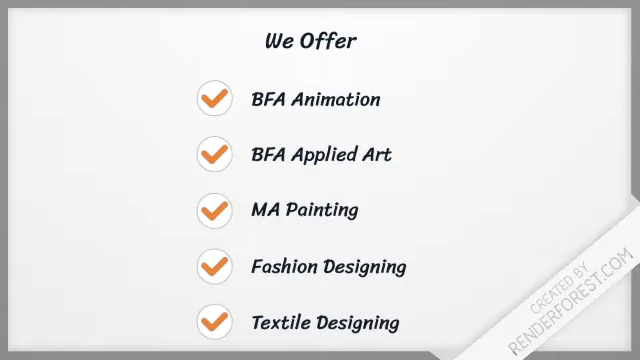 We Offer
BFA Animation
BFA Applied Art
MA Painting
Fashion Designing
Textile Designing
CREATED BY
RENDERFOREST.COM